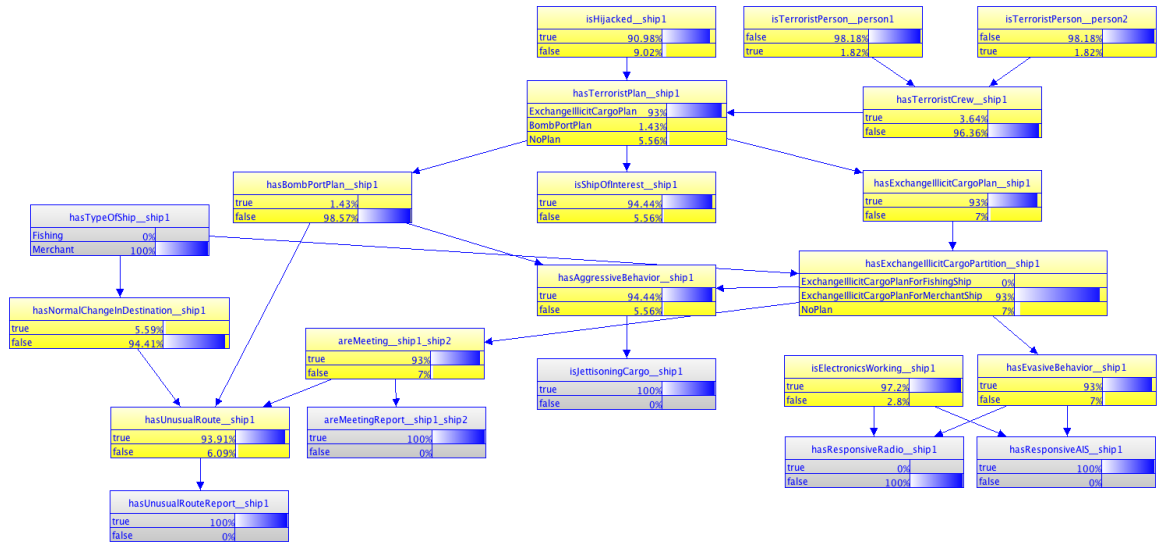 isHijacked__ship1
true 90.98%
false 9.02%
isTerroristPerson__person1
false 98.18%
true 1.82%
isTerroristPerson__person2
false 98.18%
true 1.82%
hasTerroristPlan__ship1
ExchangeIllicitCargoPlan 93%
BombPortPlan 1.43%
NoPlan 5.56%
hasTerroristCrew__ship1
true 3.64%
false 96.36%
hasBombPortPlan__ship1
true 1.43%
false 98.57%
isShipOfInterest__ship1
true 94.44%
false 5.56%
hasExchangeIllicitCargoPlan__ship1
true 93%
false 7%
hasTypeOfShip__ship1
Fishing 0%
Merchant 100%
hasExchangeIllicitCargoPartition__ship1
ExchangeIllicitCargoPlanForFishingShip 0%
ExchangeIllicitCargoPlanForMerchantShip 93%
NoPlan 7%
hasAggressiveBehavior__ship1
true 94.44%
false 5.56%
hasNormalChangeInDestination__ship1
true 5.59%
false 94.41%
areMeeting__ship1_ship2
true 93%
false 7%
isJettisoningCargo__ship1
true 100%
false 0%
isElectronicsWorking__ship1
true 97.2%
false 2.8%
hasEvasiveBehavior__ship1
true 93%
false 7%
hasUnusualRoute__ship1
true 93.91%
false 6.09%
areMeetingReport__ship1_ship2
true 100%
false 0%
hasResponsiveRadio__ship1
true 0%
false 100%
hasResponsiveAIS__ship1
true 100%
false 0%
hasUnusualRouteReport__ship1
true 100%
false 0%